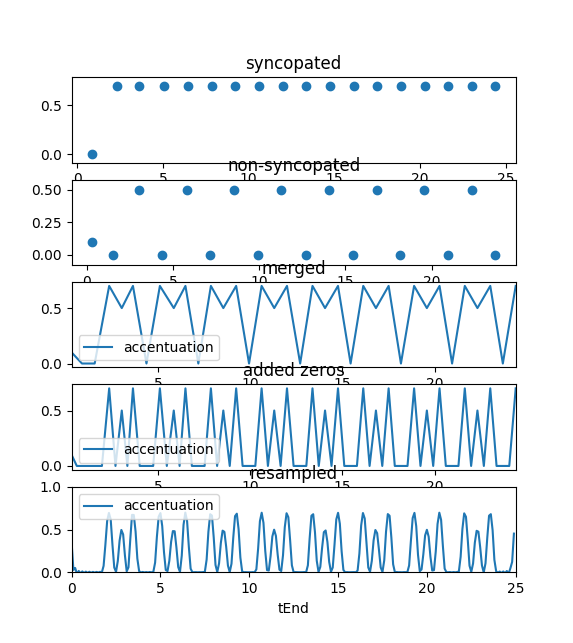 syncopated
0.5
0.0
0 5 10 15 20 25
non-syncopated
0.50
0.25
0.00
0 5 10 15 20
merged
0.5
0.0
accentuation
5 10 15 20
added zeros
0.5
0.0
accentuation
5 10 15 20
resampled
1.0
0.5
0.0
accentuation
0 5 10 15 20 25
tEnd